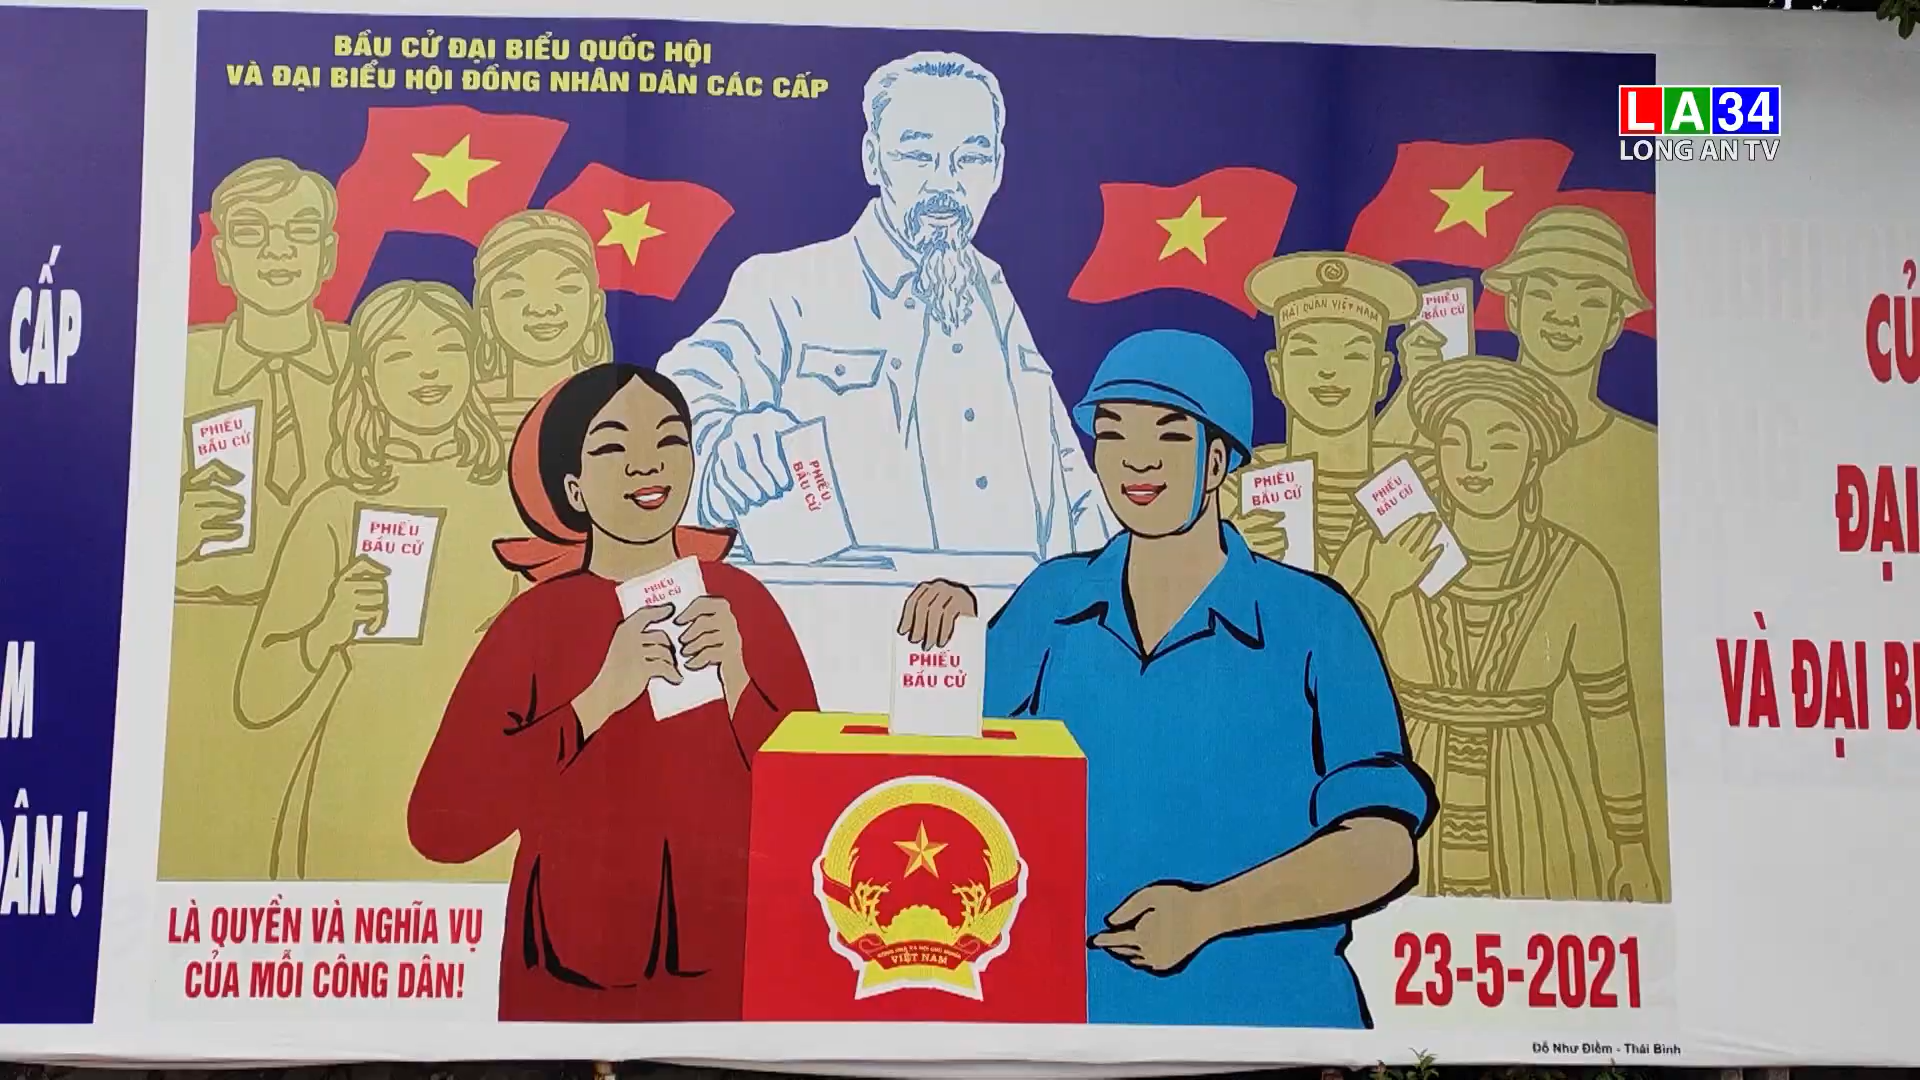 BẦU CỬ ĐẠI BIỂU QUỐC HỘI
VÀ ĐẠI BIỂU HỘI ĐỒNG NHÂN DÂN CÁC CẤP
LA34
LONG AN TV
CẤP
ÂN !
CỦ
ĐẠI
VÀ ĐẠI BI
HẢI QUÂN VIỆT NAM
PHIẾU
BẦU CỬ
PHIẾU
BẦU CỬ
PHIẾU
BẦU CỬ
PHIẾU
BẦU CỬ
PHIẾU
BẦU CỬ
PHIẾU
BẦU CỬ
PHIẾU
BẦU CỬ
PHIẾU
BẦU CỬ
VIỆT NAM
LÀ QUYỀN VÀ NGHĨA VỤ
CỦA MỖI CÔNG DÂN!
23-5-2021
Đỗ Như Điềm - Thái Bình